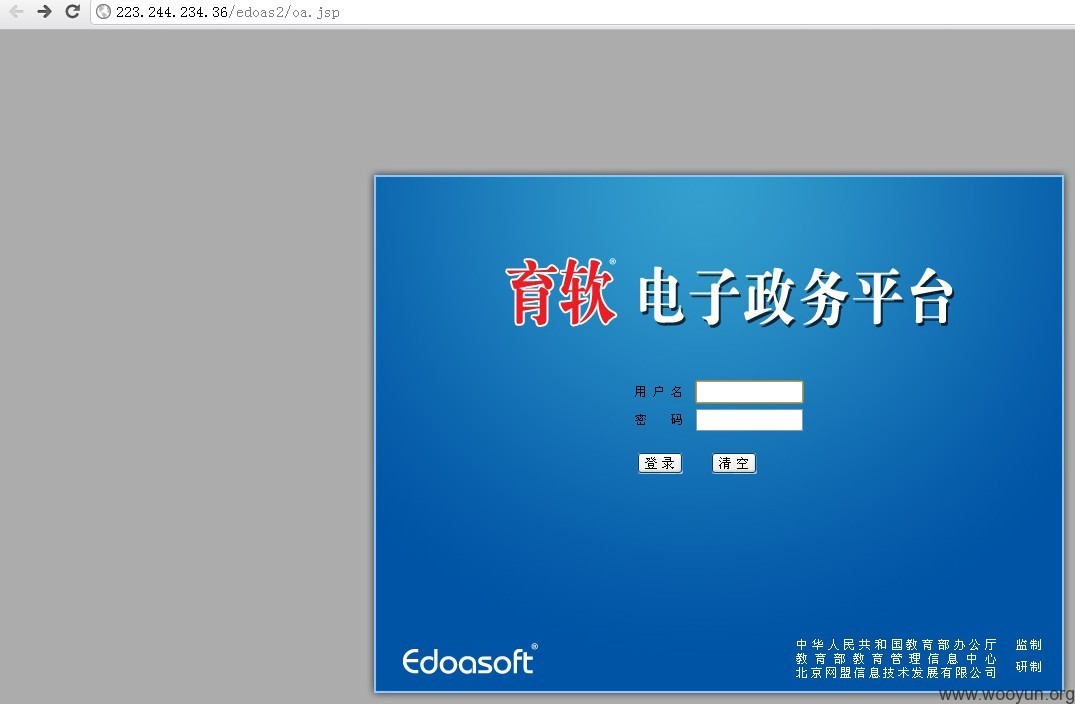 223.244.234.36/edoas2/oa.jsp
育软® 电子政务平台
用户名
密 码
登录 清空
Edoasoft®
中华人民共和国教育部办公厅 监制
教育部教育管理信息中心
北京网盟信息技术发展有限公司 研制
www.wooyun.org